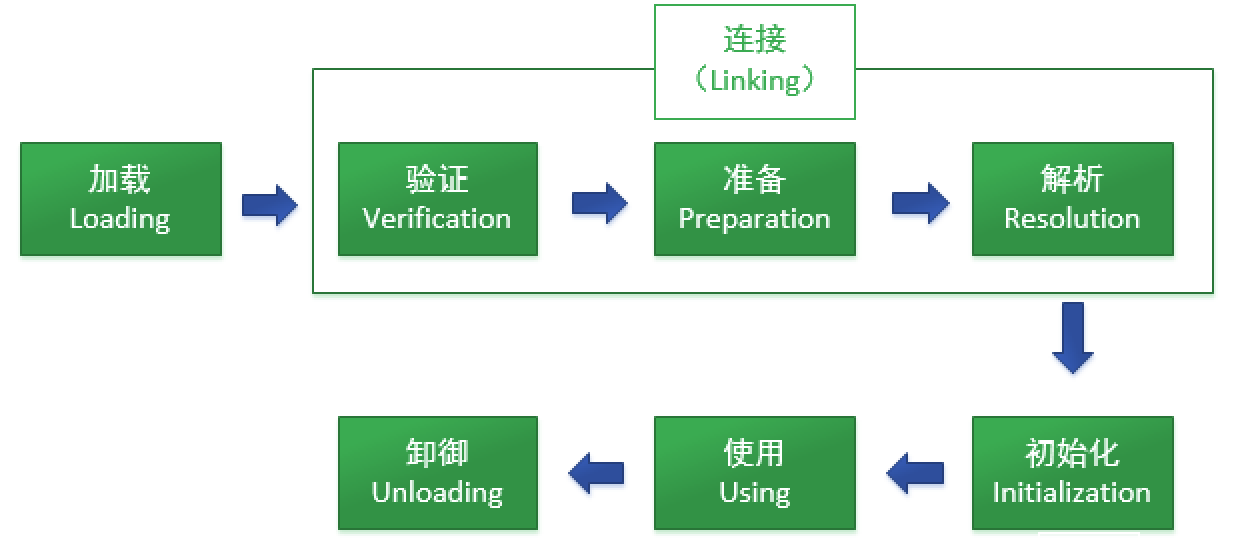 连接
（Linking）
加载
Loading
验证
Verification
准备
Preparation
解析
Resolution
初始化
Initialization
使用
Using
卸御
Unloading